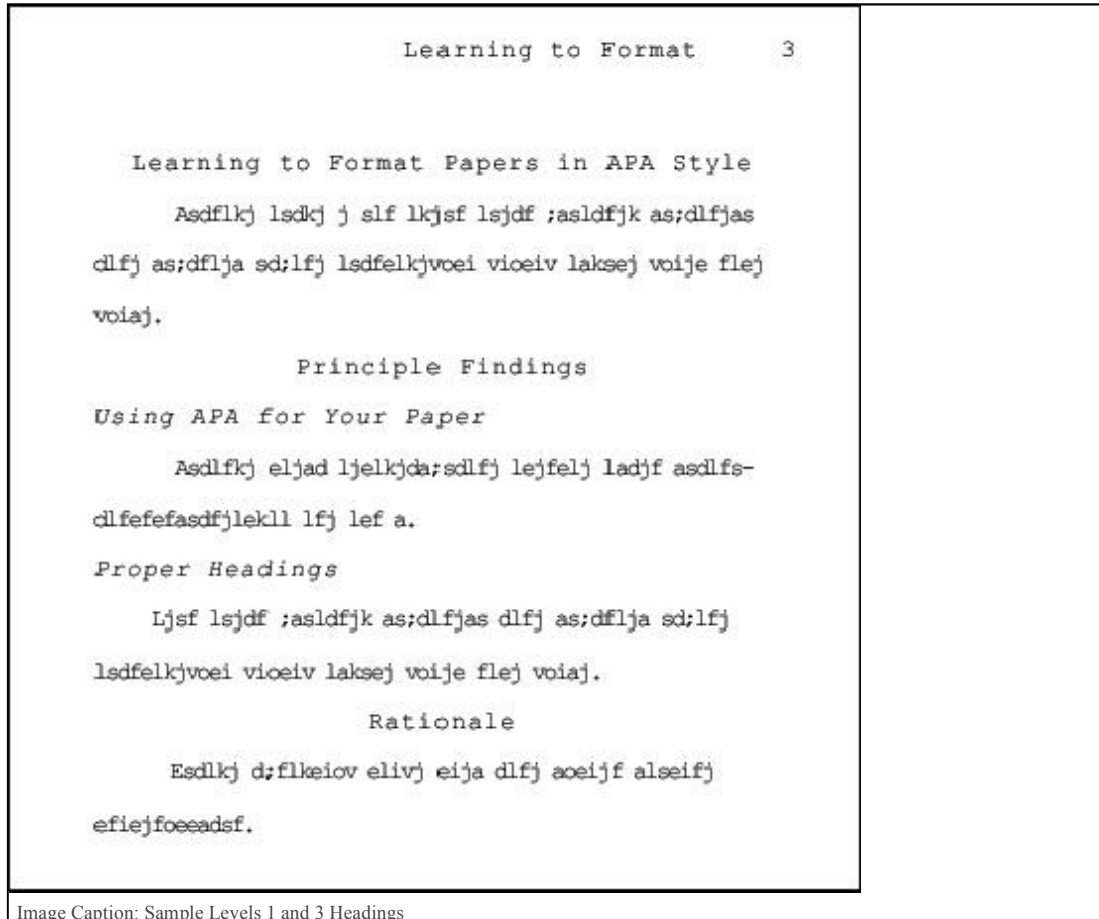 Learning to Format 3
Learning to Format Papers in APA Style
Asdflkj lsdkj j slf lkjsf lsjdf ;asldfjk as;dlfjas
dlfj as;dflja sd;lfj lsdfelkjvoei vioeiv laksej voije flej
voiaj.
Principle Findings
Using APA for Your Paper
Asdlfkj eljad ljelkjda;sdlfj lejfelj ladjf asdlfs-
dlfefefasdfjlekll lfj lef a.
Proper Headings
Ljsf lsjdf ;asldfjk as;dlfjas dlfj as;dflja sd;lfj
lsdfelkjvoei vioeiv laksej voije flej voiaj.
Rationale
Esdlkj d;flkeiov elivj eija dlfj aoeijf alseifj
efiejfoeeadsf.
Image Caption: Sample Levels 1 and 3 Headings